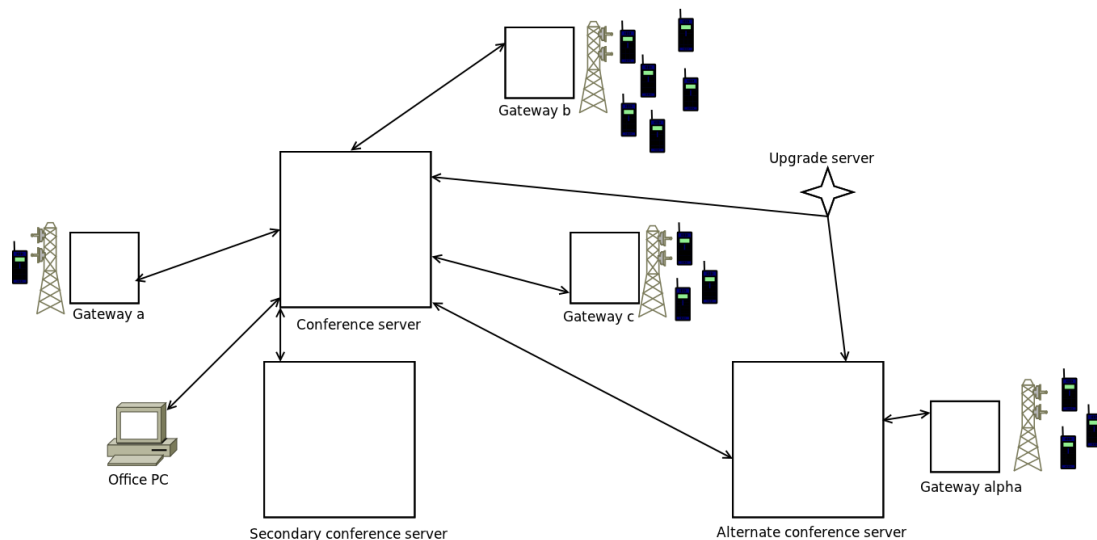 Gateway b
Upgrade server
Gateway a
Conference server
Gateway c
Office PC
Secondary conference server
Alternate conference server
Gateway alpha